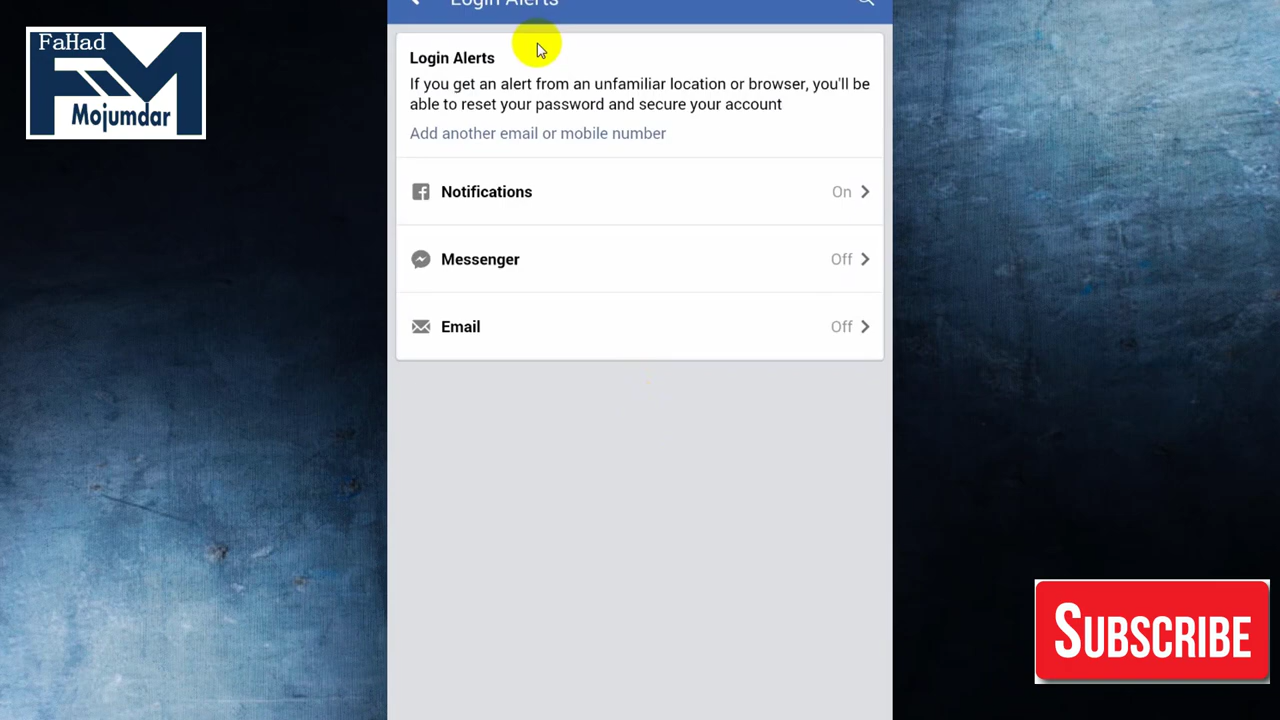 Login Alerts
FaHad
Mojumdar
Login Alerts
If you get an alert from an unfamiliar location or browser, you'll be
able to reset your password and secure your account
Add another email or mobile number
Notifications On
Messenger Off
Email Off
SUBSCRIBE